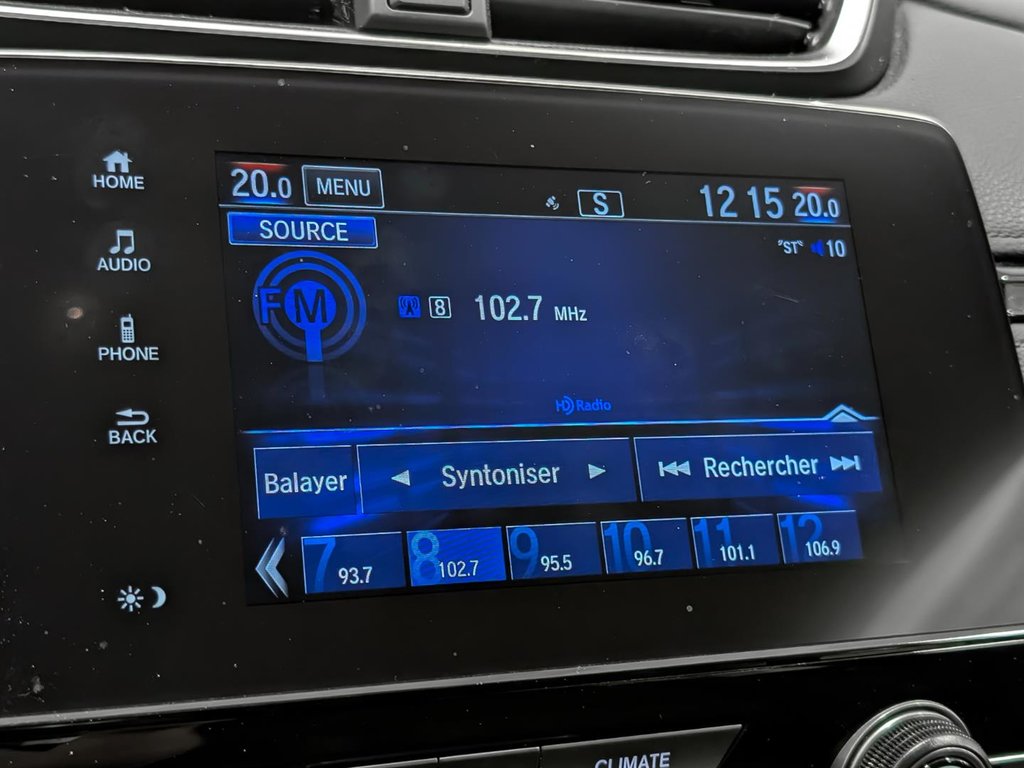 20.0 MENU S 12 15 20.0
HOME
SOURCE
"ST" 10
AUDIO
FM 8 102.7 MHz
PHONE
HD Radio
BACK
Balayer Syntoniser Rechercher
7 93.7 8 102.7 9 95.5 10 96.7 11 101.1 12 106.9
CLIMATE